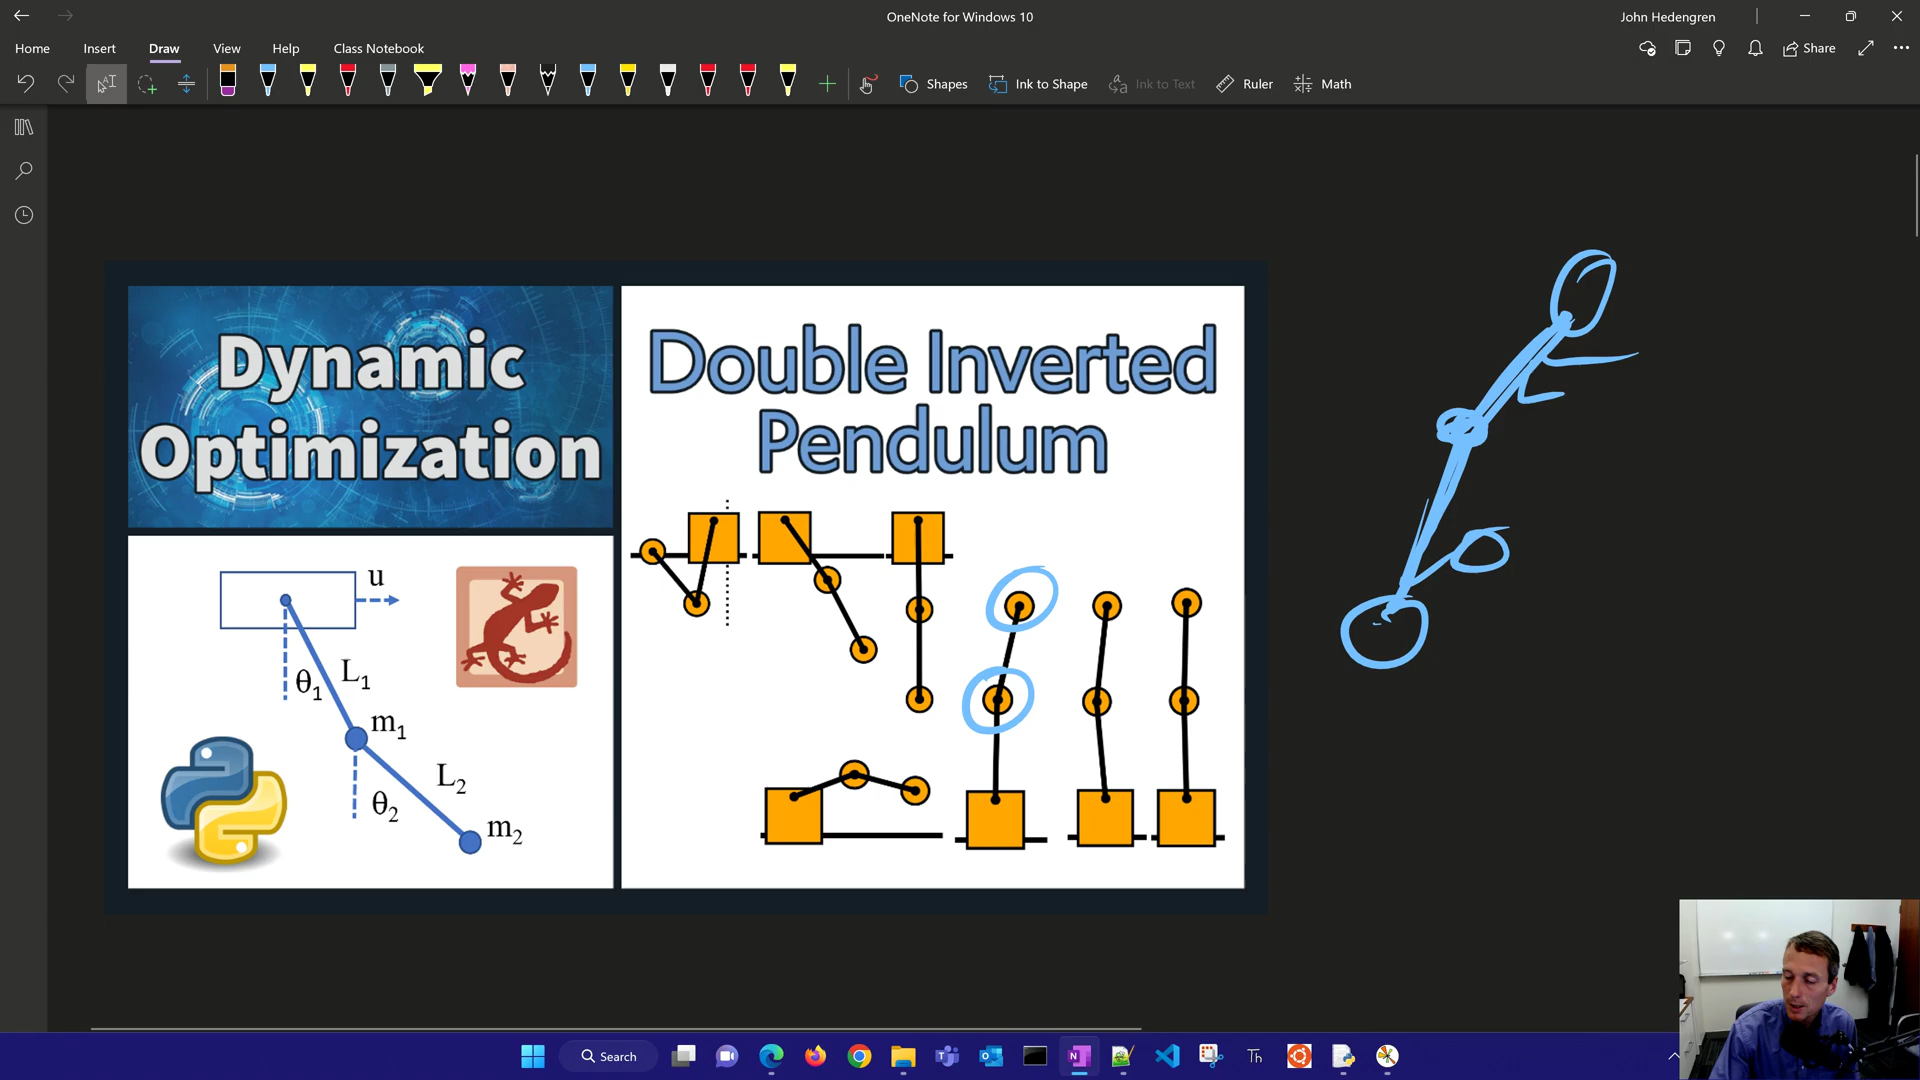 OneNote for Windows 10
John Hedengren
Home
Insert
Draw
View
Help
Class Notebook
Share
Shapes
Ink to Shape
Ink to Text
Ruler
Math
Dynamic
Optimization
Double Inverted
Pendulum
u
θ1
L1
m1
θ2
L2
m2
Search
Th